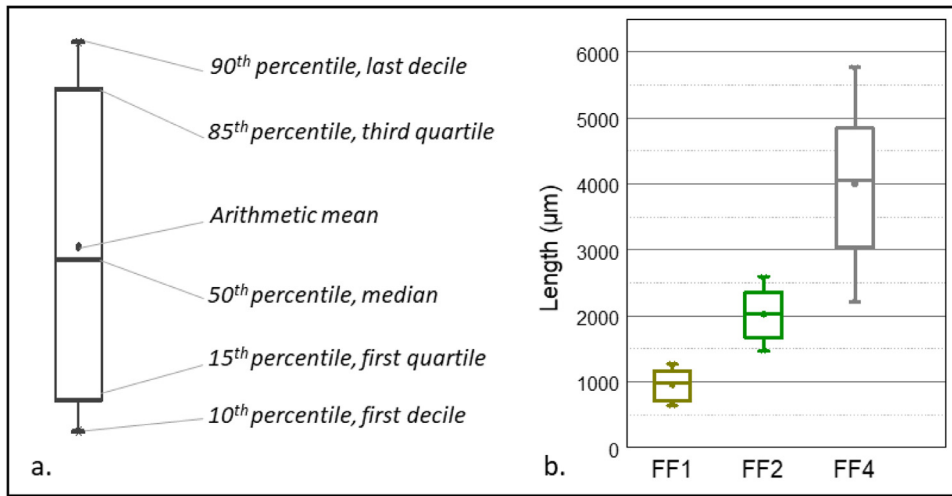 90th percentile, last decile
85th percentile, third quartile
Arithmetic mean
50th percentile, median
15th percentile, first quartile
10th percentile, first decile
a.
Length (µm)
6000
5000
4000
3000
2000
1000
0
FF1 FF2 FF4
b.